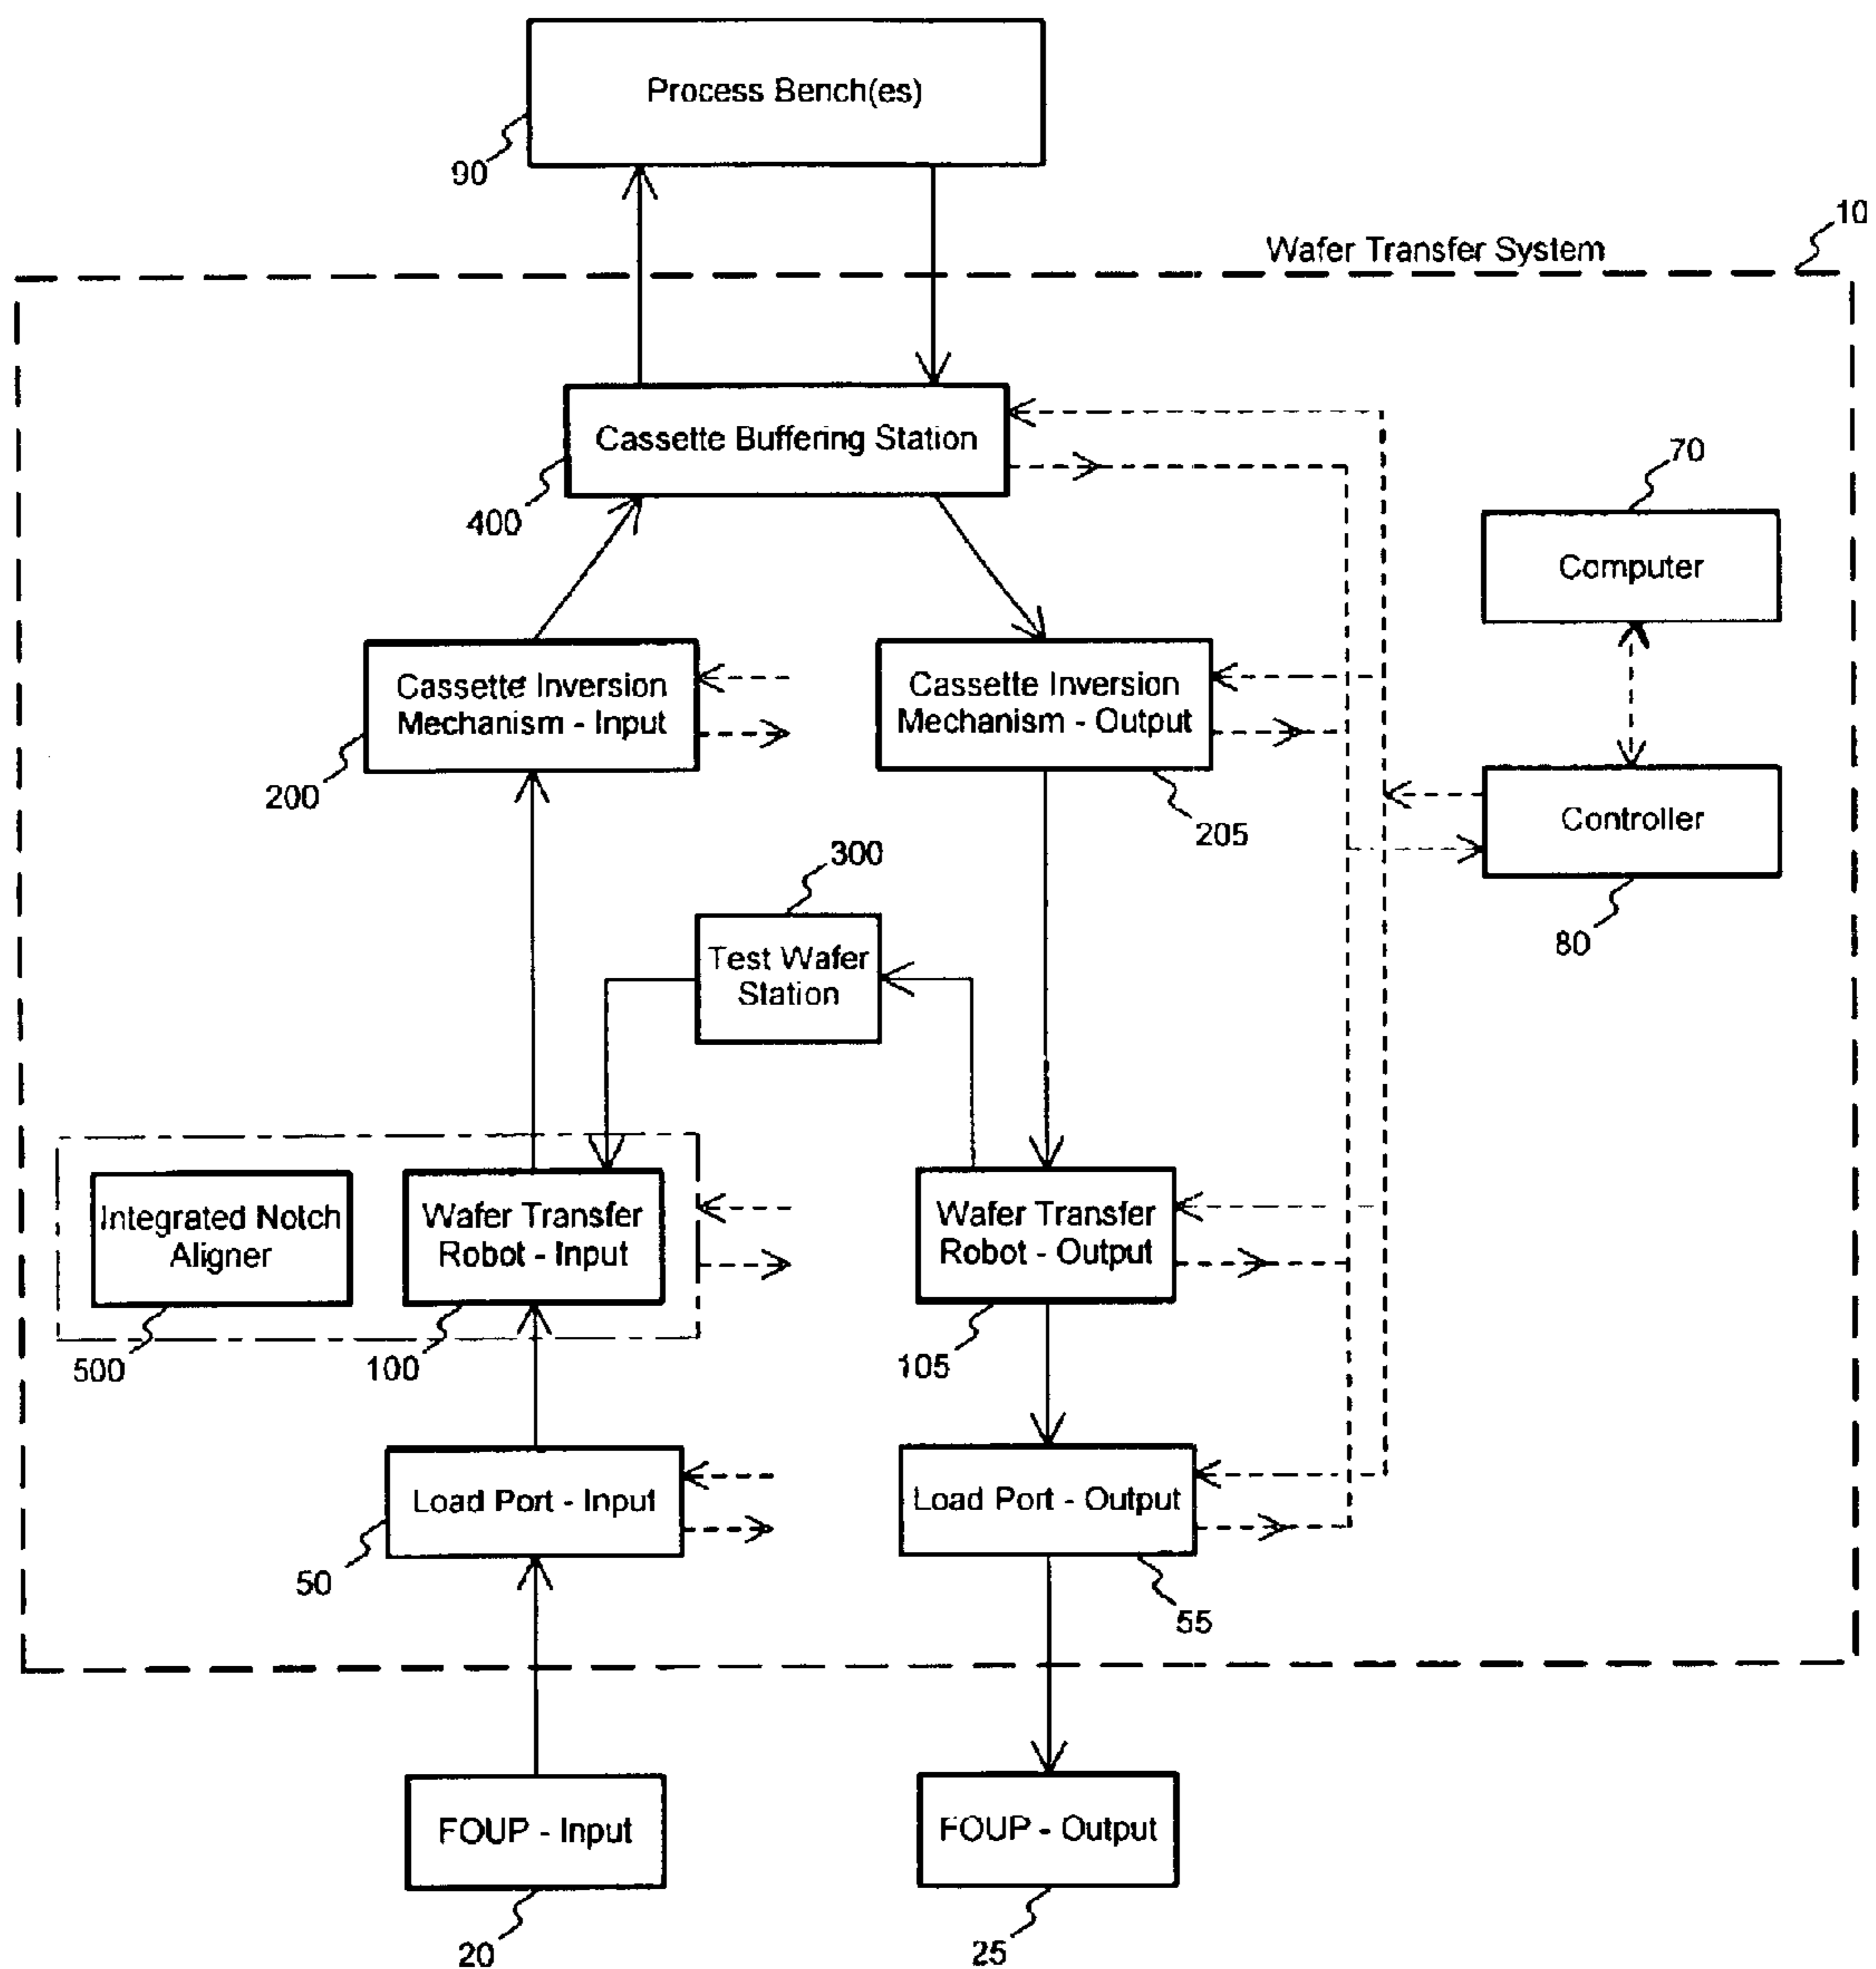 Process Bench(es)
90
10
Wafer Transfer System
Cassette Buffering Station
400
70
Computer
Cassette Inversion
Mechanism - Input
200
Cassette Inversion
Mechanism - Output
205
Controller
80
300
Test Wafer
Station
Integrated Notch
Aligner
500
Wafer Transfer
Robot - Input
100
Wafer Transfer
Robot - Output
105
Load Port - Input
50
Load Port - Output
55
FOUP - Input
20
FOUP - Output
25